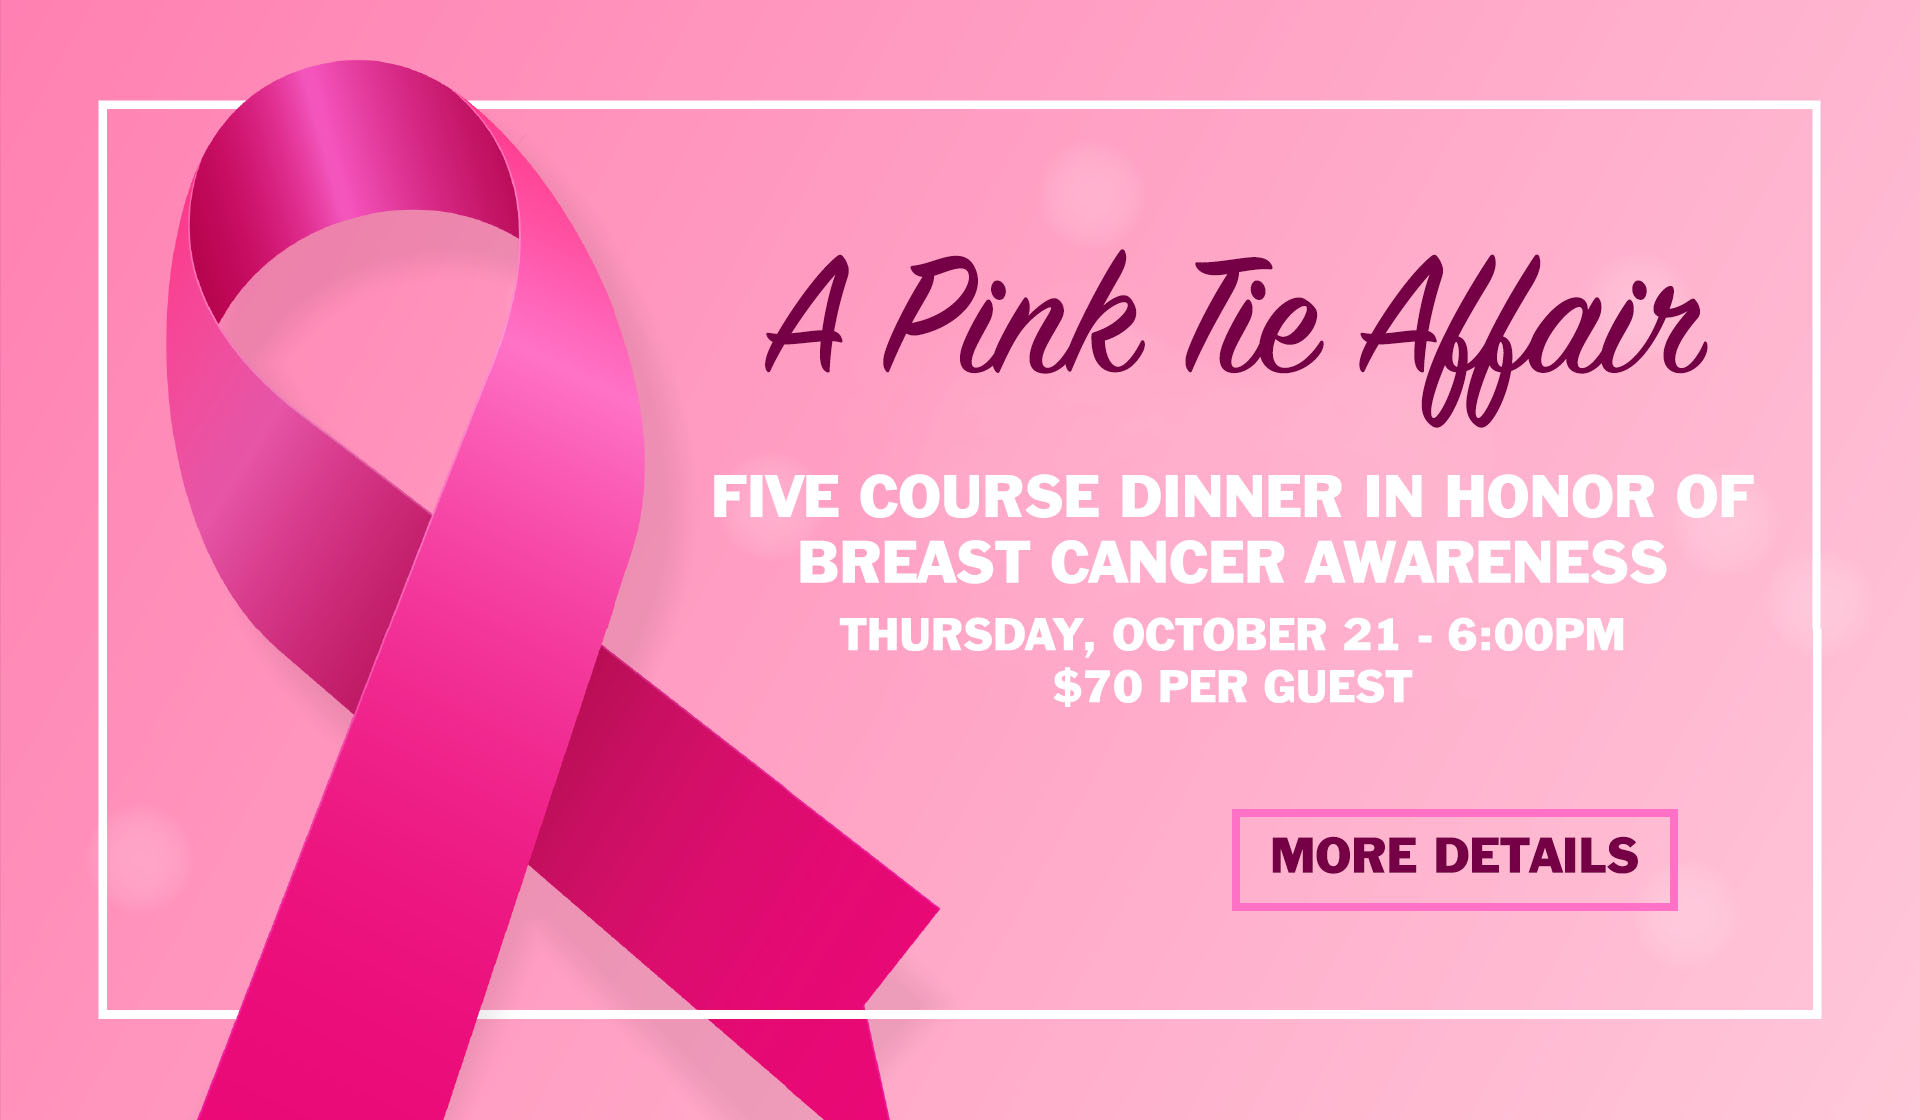 A Pink Tie Affair
FIVE COURSE DINNER IN HONOR OF
BREAST CANCER AWARENESS
THURSDAY, OCTOBER 21 - 6:00PM
$70 PER GUEST
MORE DETAILS